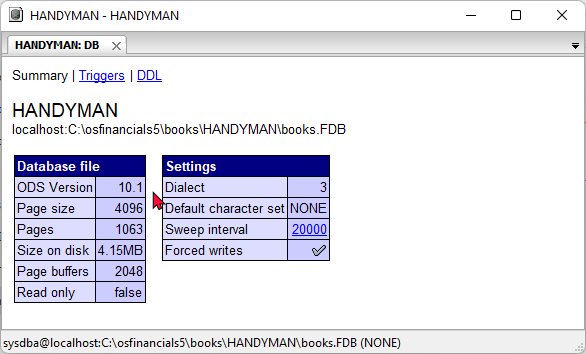 HANDYMAN - HANDYMAN
HANDYMAN: DB
Summary | Triggers | DDL
HANDYMAN
localhost:C:\osfinancials5\books\HANDYMAN\books.FDB
Database file
ODS Version 10.1
Page size 4096
Pages 1063
Size on disk 4.15MB
Page buffers 2048
Read only false
Settings
Dialect 3
Default character set NONE
Sweep interval 20000
Forced writes
sysdba@localhost:C:\osfinancials5\books\HANDYMAN\books.FDB (NONE)